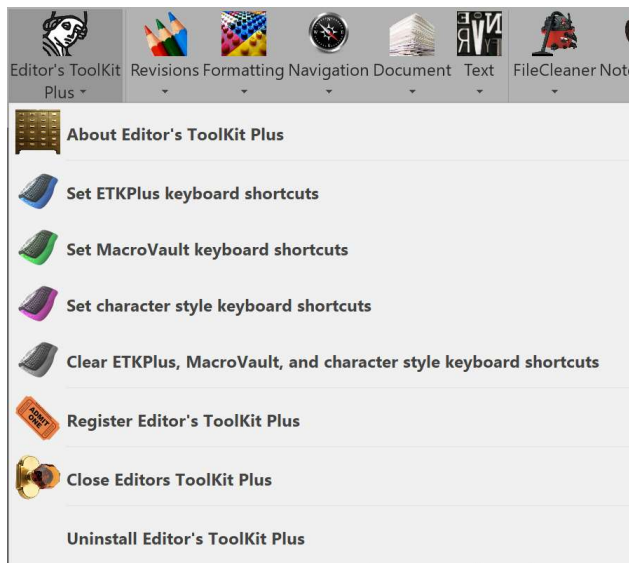 Editor's ToolKit Plus
Revisions
Formatting
Navigation
Document
Text
FileCleaner
About Editor's ToolKit Plus
Set ETKPlus keyboard shortcuts
Set MacroVault keyboard shortcuts
Set character style keyboard shortcuts
Clear ETKPlus, MacroVault, and character style keyboard shortcuts
ADMIT
ONE
Register Editor's ToolKit Plus
Close Editors ToolKit Plus
Uninstall Editor's ToolKit Plus